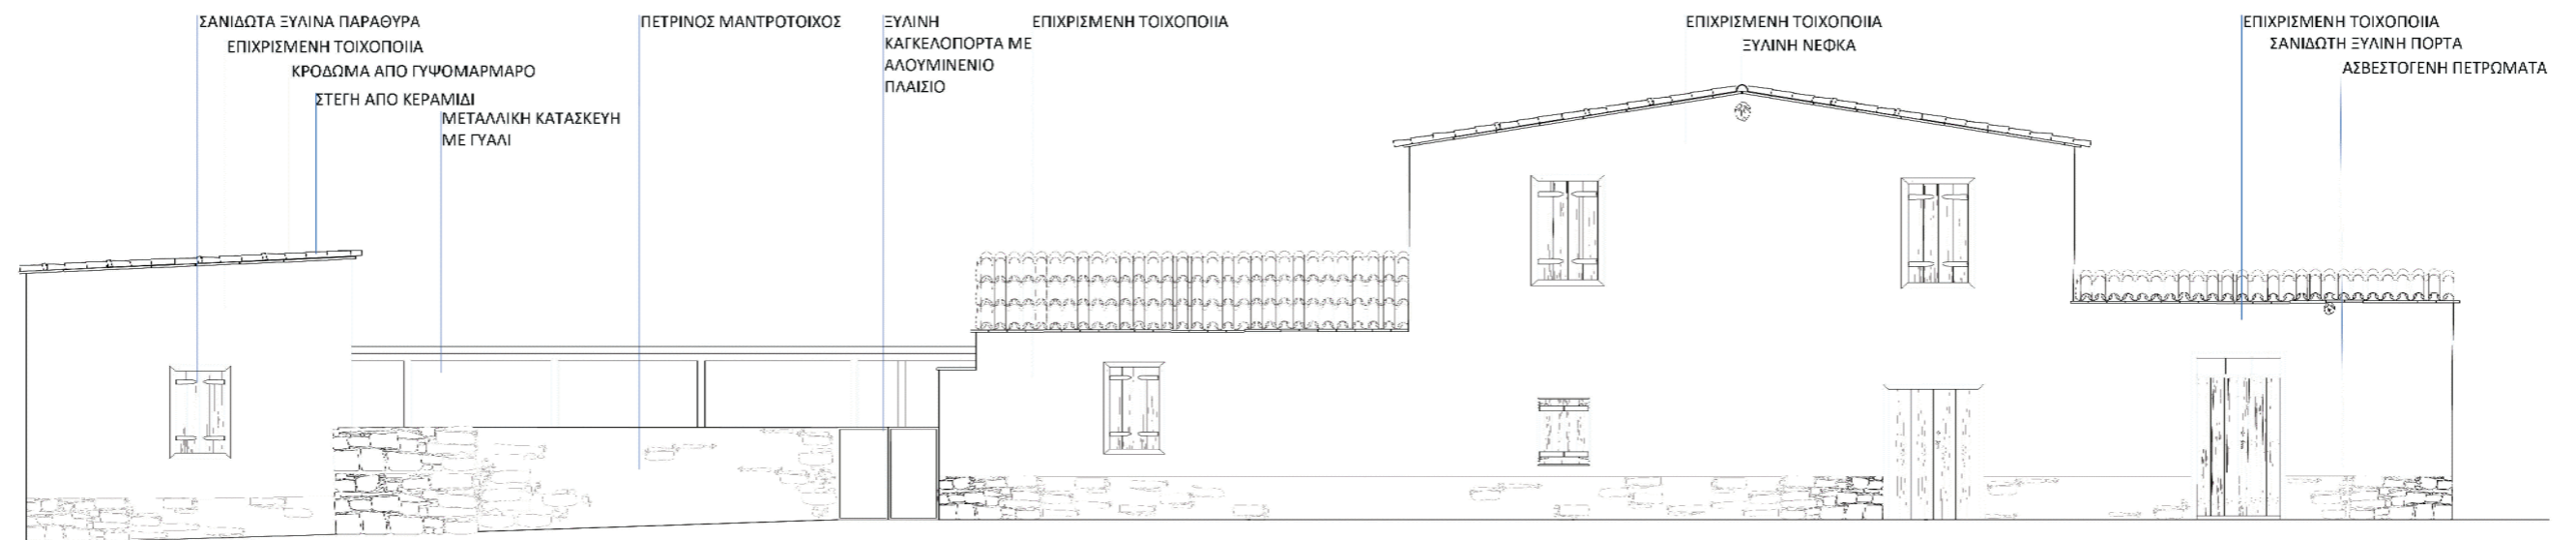 ΣΑΝΙΔΩΤΑ ΞΥΛΙΝΑ ΠΑΡΑΘΥΡΑ
ΕΠΙΧΡΙΣΜΕΝΗ ΤΟΙΧΟΠΟΙΙΑ
ΚΡΟΔΩΜΑ ΑΠΟ ΓΥΨΟΜΑΡΜΑΡΟ
ΣΤΕΓΗ ΑΠΟ ΚΕΡΑΜΙΔΙ
ΜΕΤΑΛΛΙΚΗ ΚΑΤΑΣΚΕΥΗ
ΜΕ ΓΥΑΛΙ
ΠΕΤΡΙΝΟΣ ΜΑΝΤΡΟΤΟΙΧΟΣ
ΞΥΛΙΝΗ
ΚΑΓΚΕΛΟΠΟΡΤΑ ΜΕ
ΑΛΟΥΜΙΝΕΝΙΟ
ΠΛΑΙΣΙΟ
ΕΠΙΧΡΙΣΜΕΝΗ ΤΟΙΧΟΠΟΙΙΑ
ΕΠΙΧΡΙΣΜΕΝΗ ΤΟΙΧΟΠΟΙΙΑ
ΞΥΛΙΝΗ ΝΕΦΚΑ
ΕΠΙΧΡΙΣΜΕΝΗ ΤΟΙΧΟΠΟΙΙΑ
ΣΑΝΙΔΩΤΗ ΞΥΛΙΝΗ ΠΟΡΤΑ
ΑΣΒΕΣΤΟΓΕΝΗ ΠΕΤΡΩΜΑΤΑ